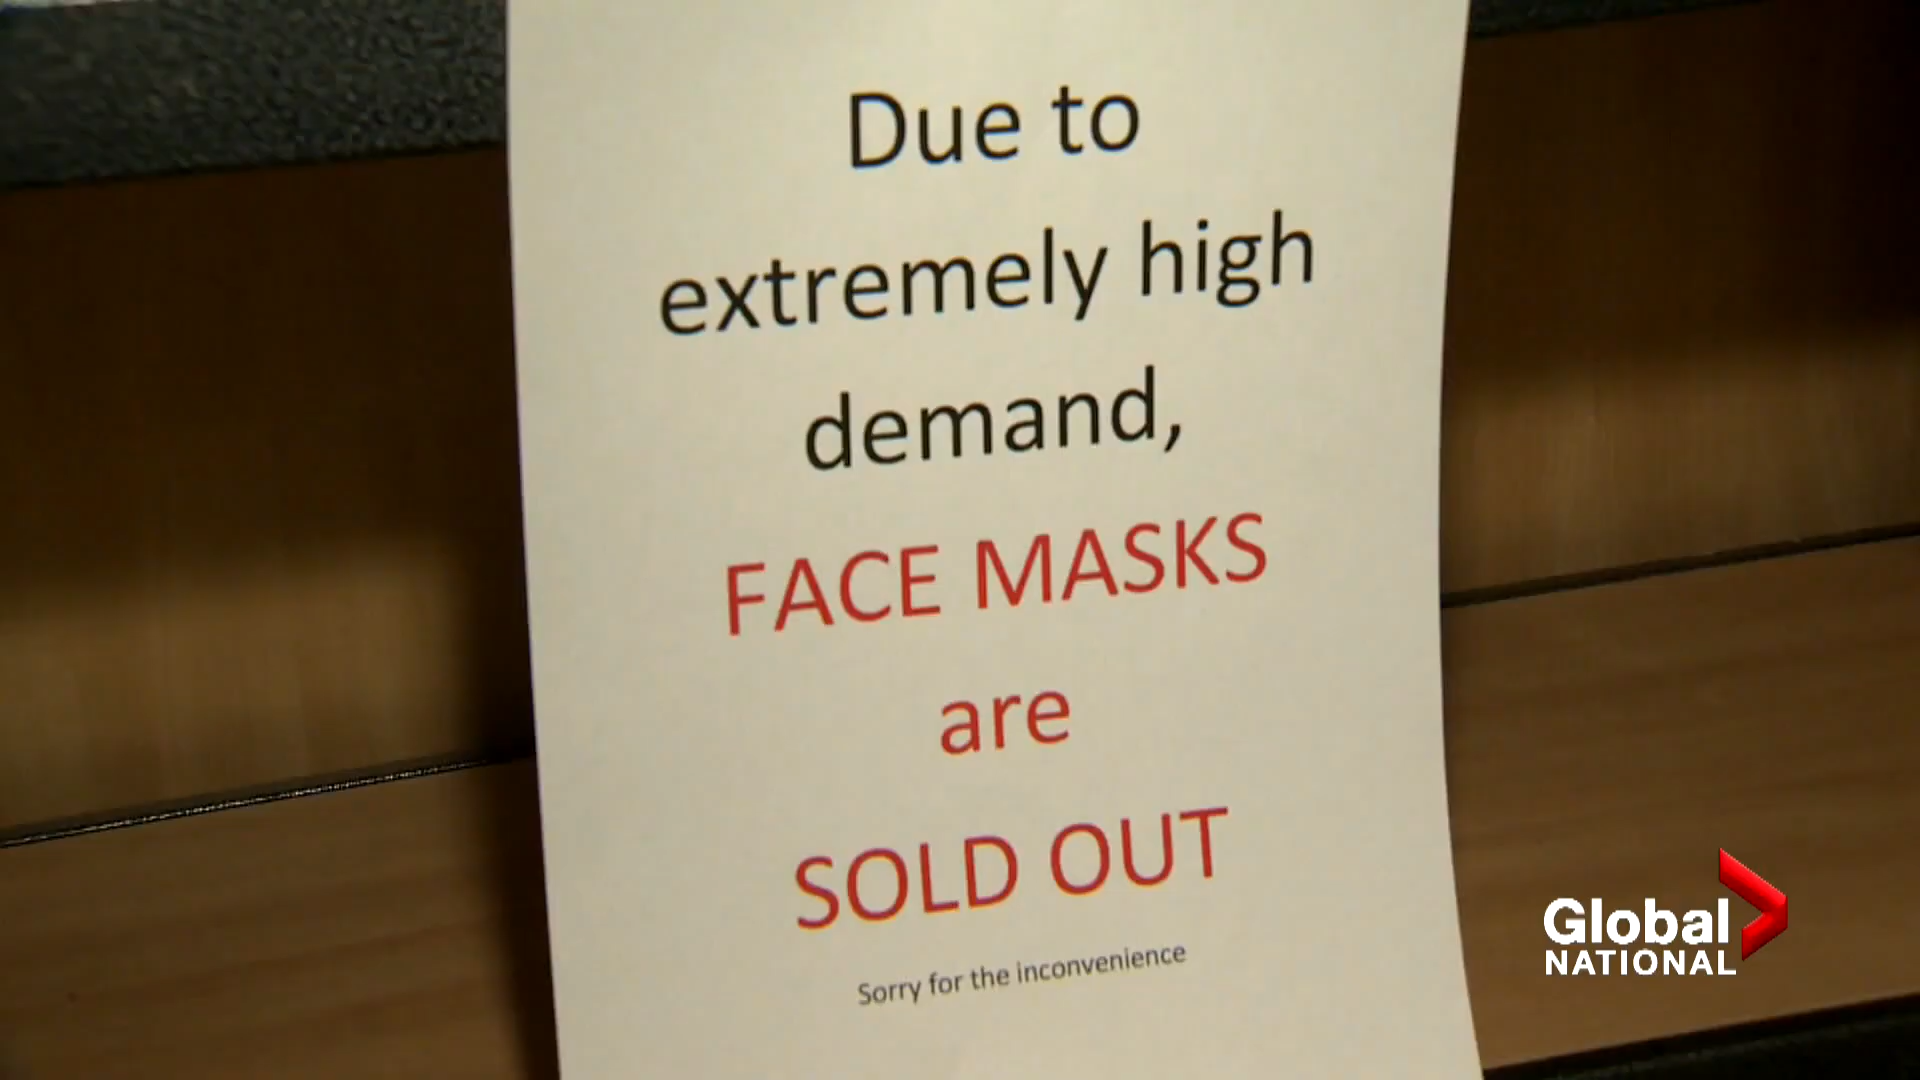 Due to
extremely high
demand,
FACE MASKS
are
SOLD OUT
Sorry for the inconvenience
Global
NATIONAL